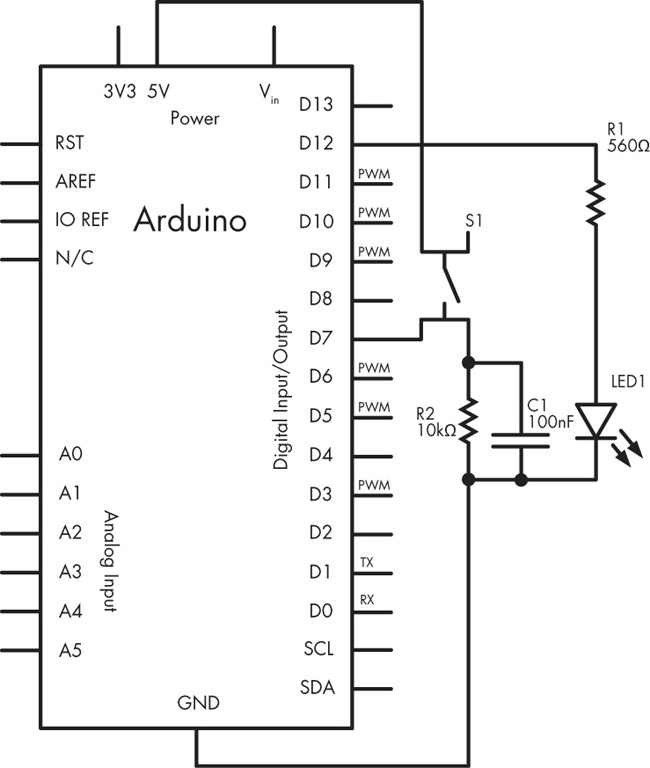 3V3 5V
V in
Power
D13
RST
D12
R1
560Ω
AREF
D11
PWM
IO REF
Arduino
D10
PWM
S1
N/C
D9
PWM
D8
D7
Digital Input/Output
D6
PWM
LED1
D5
PWM
R2
10kΩ
C1
100nF
A0
D4
A1
D3
PWM
Analog Input
A2
D2
A3
D1
TX
A4
D0
RX
A5
SCL
SDA
GND